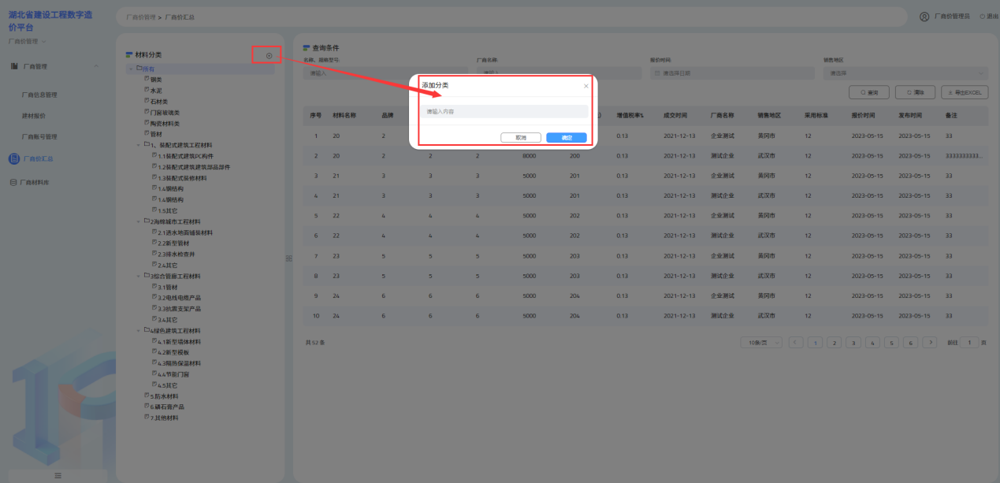 湖北省建设工程数字造
价平台
厂商价管理
厂商管理
厂商信息管理
建材报价
厂商账号管理
厂商价汇总
厂商材料库
厂商价管理 > 厂商价汇总
厂商价管理员 退出
材料分类
所有
钢类
水泥
石材类
门窗玻璃类
陶瓷材料类
管材
1、装配式建筑工程材料
1.1装配式建筑PC构件
1.2装配式建筑建筑部品部件
1.3装配式装修材料
1.4钢结构
1.4钢结构
1.5其它
2海绵城市工程材料
2.1透水地面铺装材料
2.2新型管材
2.3排水检查井
2.4其它
3综合管廊工程材料
3.1管材
3.2电线电缆产品
3.3抗震支架产品
3.4其它
4绿色建筑工程材料
4.1新型墙体材料
4.2新型模板
4.3隔热保温材料
4.4节能门窗
4.5其它
5.防水材料
6.磷石膏产品
7.其他材料
查询条件
名称、规格型号: 厂商名称: 报价时间: 销售地区
请输入 请输入 请选择日期 请选择
查询 清除 导出EXCEL
添加分类
请输入内容
取消 确定
序号 材料名称 品牌 增值税率% 成交时间 厂商名称 销售地区 采用标准 报价时间 发布时间 备注
1 20 2 0.13 2021-12-13 企业测试 黄冈市 12 2023-05-15 2023-05-15 33
2 20 2 2 2 8000 200 0.13 2021-12-13 测试企业 武汉市 12 2023-05-15 2023-05-15 3333333333...
3 21 3 3 3 5000 201 0.13 2021-12-13 企业测试 黄冈市 12 2023-05-15 2023-05-15 33
4 21 3 3 3 5000 201 0.13 2021-12-13 测试企业 武汉市 12 2023-05-15 2023-05-15 33
5 22 4 4 4 5000 202 0.13 2021-12-13 企业测试 黄冈市 12 2023-05-15 2023-05-15 33
6 22 4 4 4 5000 202 0.13 2021-12-13 测试企业 武汉市 12 2023-05-15 2023-05-15 33
7 23 5 5 5 5000 203 0.13 2021-12-13 企业测试 黄冈市 12 2023-05-15 2023-05-15 33
8 23 5 5 5 5000 203 0.13 2021-12-13 测试企业 武汉市 12 2023-05-15 2023-05-15 33
9 24 6 6 6 5000 204 0.13 2021-12-13 企业测试 黄冈市 12 2023-05-15 2023-05-15 33
10 24 6 6 6 5000 204 0.13 2021-12-13 测试企业 武汉市 12 2023-05-15 2023-05-15 33
共 52 条 10条/页 < 1 2 3 4 5 6 > 前往 1 页